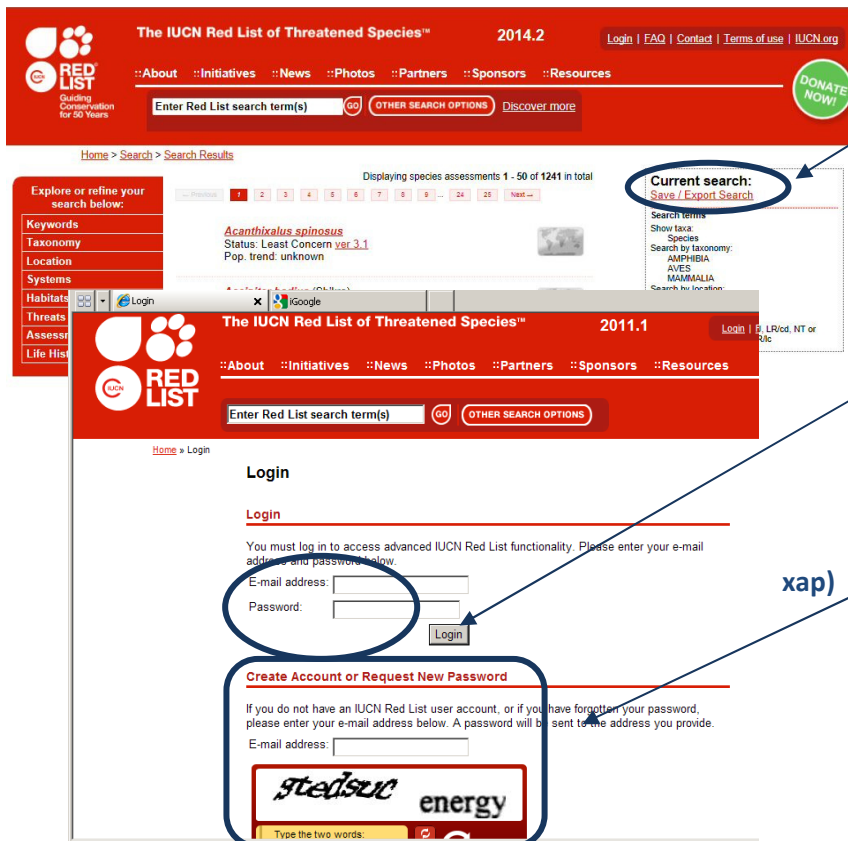 The IUCN Red List of Threatened Species™ 2014.2 Login | FAQ | Contact | Terms of use | IUCN.org
IUCN RED LIST
Guiding
Conservation
for 50 Years
::About ::Initiatives ::News ::Photos ::Partners ::Sponsors ::Resources
DONATE
NOW!
Enter Red List search term(s) GO OTHER SEARCH OPTIONS Discover more
Home > Search > Search Results
Displaying species assessments 1 - 50 of 1241 in total
← Previous 1 2 3 4 5 6 7 8 9 ... 24 25 Next →
Explore or refine your
search below:
Keywords
Taxonomy
Location
Systems
Habitats
Threats
Assess
Life Hist
Acanthixalus spinosus
Status: Least Concern ver 3.1
Pop. trend: unknown
(Shikra)
Current search:
Save / Export Search
Search terms
Show taxa:
Species
Search by taxonomy:
AMPHIBIA
AVES
MAMMALIA
Search by location:
LR/cd, NT or
R/lc
Login iGoogle
The IUCN Red List of Threatened Species™ 2011.1 Login |
IUCN RED LIST
::About ::Initiatives ::News ::Photos ::Partners ::Sponsors ::Resources
Enter Red List search term(s) GO OTHER SEARCH OPTIONS
Home » Login
Login
Login
You must log in to access advanced IUCN Red List functionality. Please enter your e-mail
address and password below.
E-mail address:
Password:
Login
xap)
Create Account or Request New Password
If you do not have an IUCN Red List user account, or if you have forgotten your password,
please enter your e-mail address below. A password will be sent to the address you provide.
E-mail address:
energy
Type the two words: